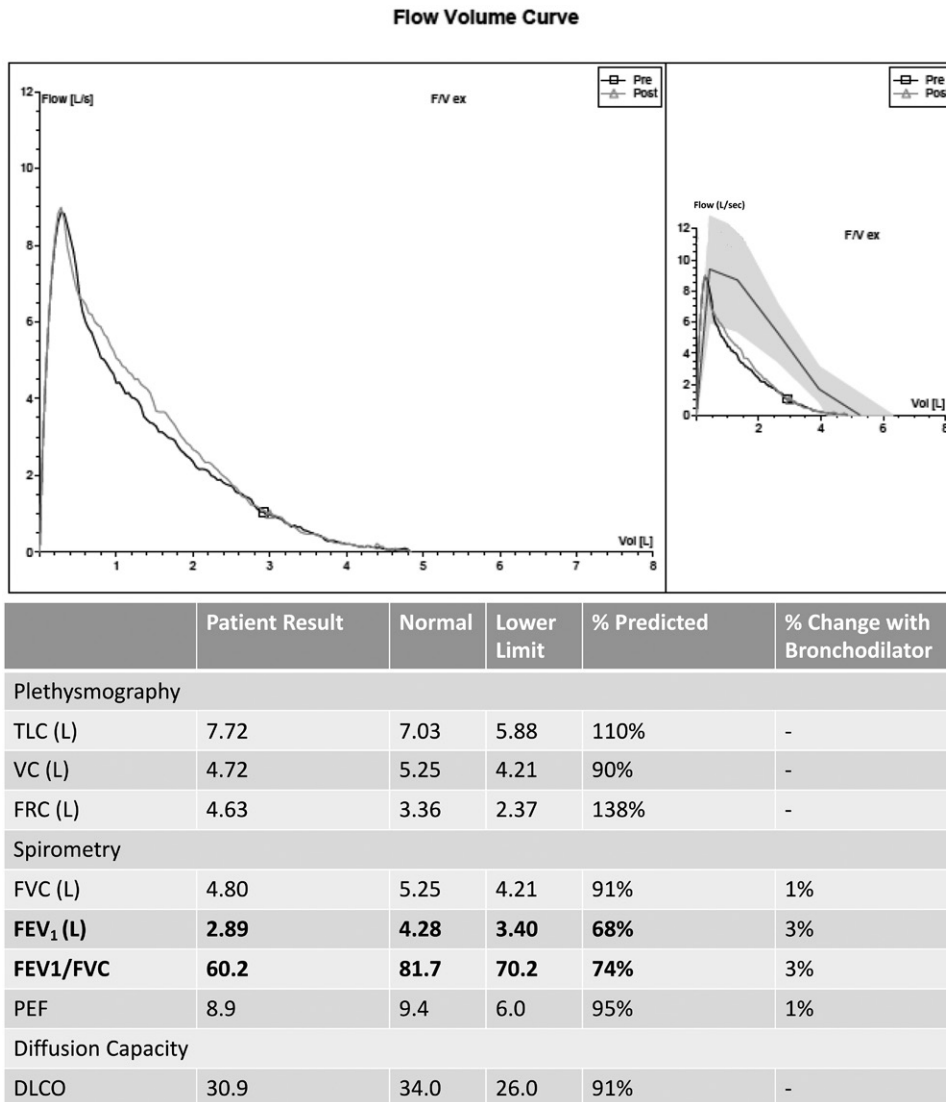 Flow Volume Curve
Flow [L/s]
F/V ex
Pre
Post
12
10
8
6
4
2
0
1
2
3
4
5
6
7
8
Vol [L]
Pre
Pos
Flow (L/sec)
F/V ex
12
10
8
6
4
2
0
2
4
6
8
Vol [L]
Patient Result Normal Lower Limit % Predicted % Change with Bronchodilator
Plethysmography
TLC (L) 7.72 7.03 5.88 110% -
VC (L) 4.72 5.25 4.21 90% -
FRC (L) 4.63 3.36 2.37 138% -
Spirometry
FVC (L) 4.80 5.25 4.21 91% 1%
FEV₁ (L) 2.89 4.28 3.40 68% 3%
FEV1/FVC 60.2 81.7 70.2 74% 3%
PEF 8.9 9.4 6.0 95% 1%
Diffusion Capacity
DLCO 30.9 34.0 26.0 91% -